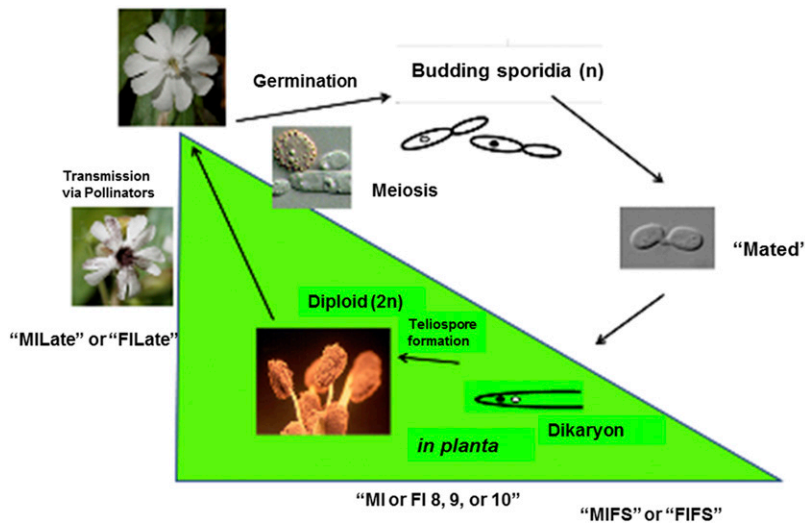 Germination
Budding sporidia (n)
Transmission
via Pollinators
Meiosis
“Mated’
Diploid (2n)
“MILate” or “FILate”
Teliospore
formation
Dikaryon
in planta
“MI or FI 8, 9, or 10”
“MIFS” or “FIFS”